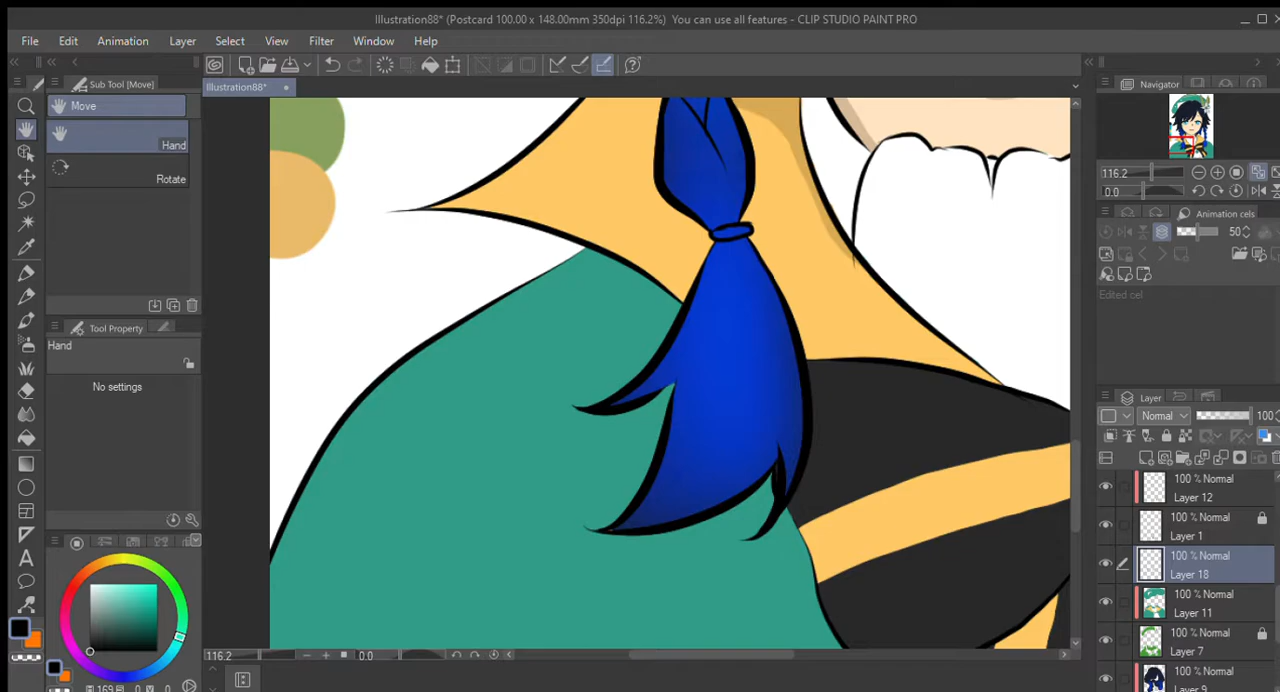 Illustration88* (Postcard 100.00 x 148.00mm 350dpi 116.2%) You can use all features - CLIP STUDIO PAINT PRO
File Edit Animation Layer Select View Filter Window Help
Sub Tool [Move]
Illustration88*
Navigator
Move
Hand
Rotate
116.2
0.0
Animation cels
50
Edited cel
Tool Property
Hand
No settings
Layer
Normal
100
100 % Normal
Layer 12
100 % Normal
Layer 1
100 % Normal
Layer 18
100 % Normal
Layer 11
100 % Normal
Layer 7
100 % Normal
Layer 9
116.2
0.0
169